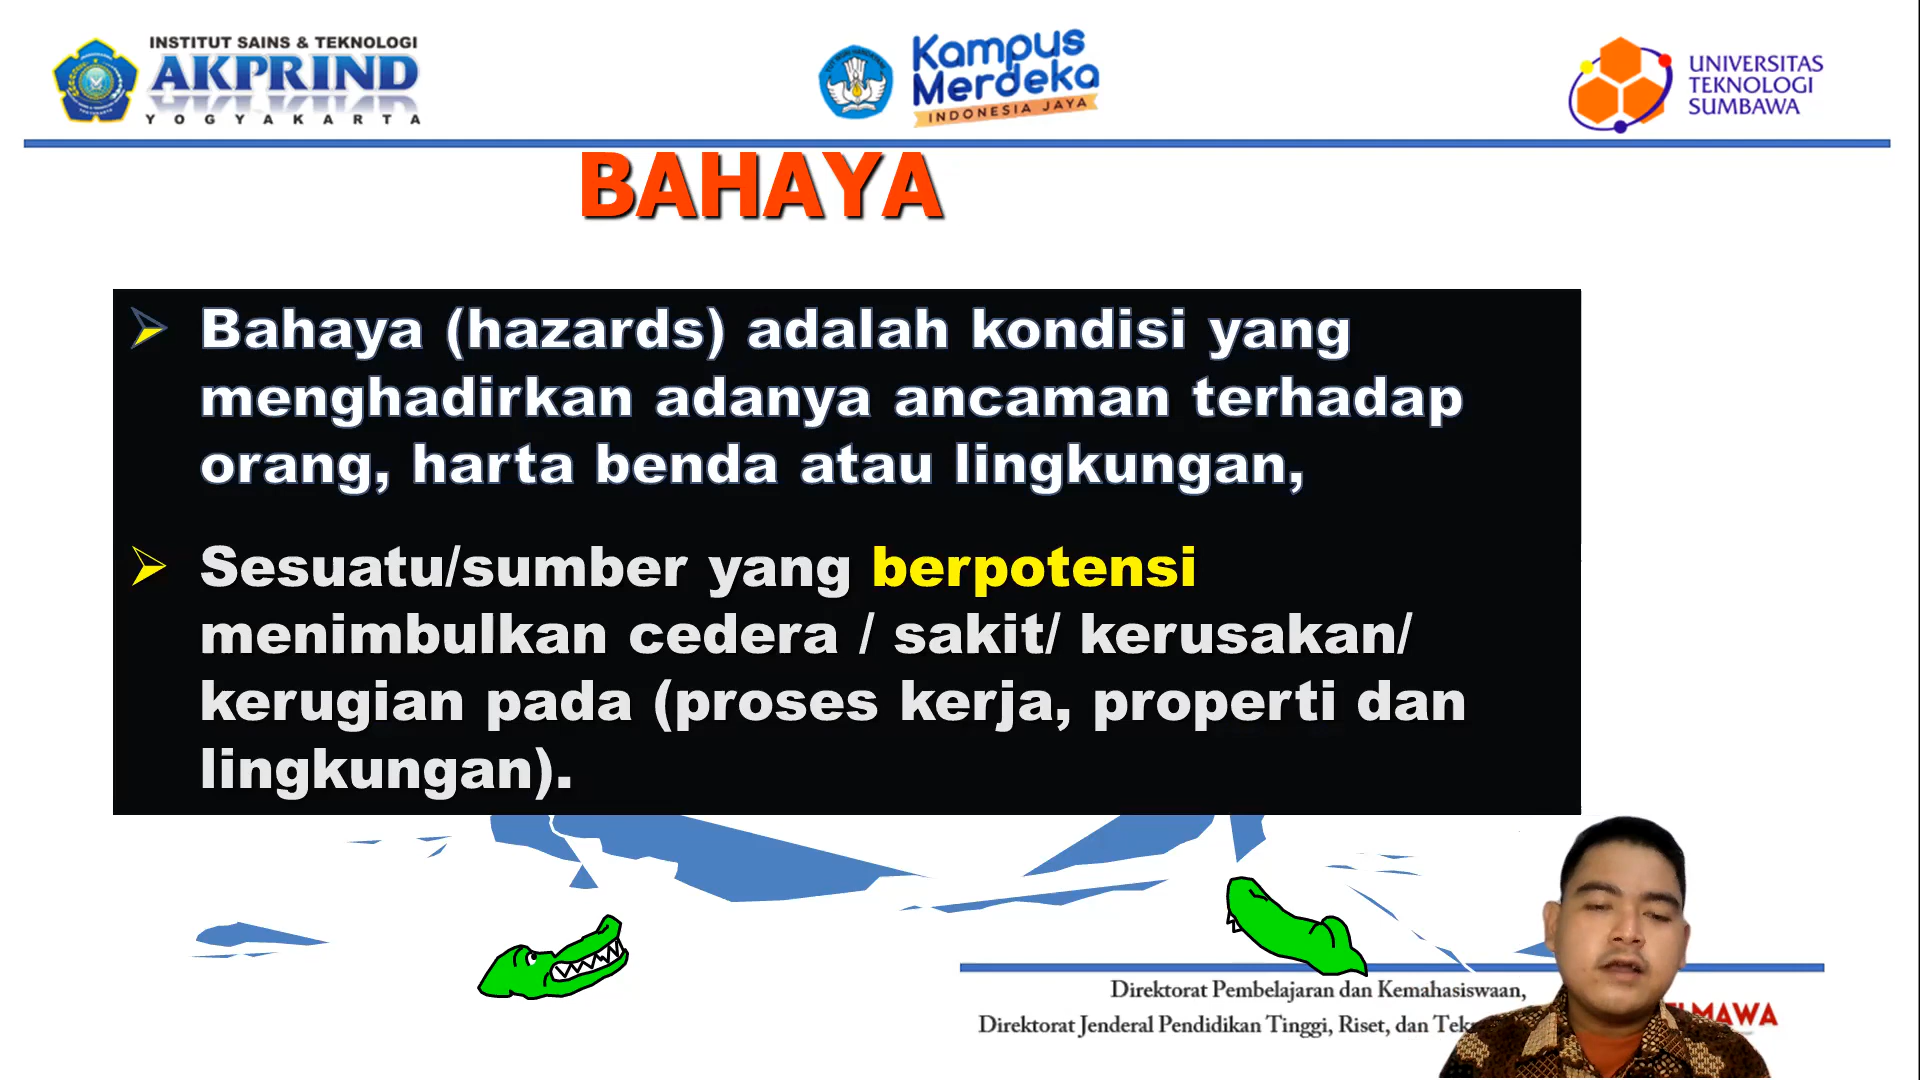 INSTITUT SAINS & TEKNOLOGI
AKPRIND
YOGYAKARTA
Kampus
Merdeka
INDONESIA JAYA
UNIVERSITAS
TEKNOLOGI
SUMBAWA
BAHAYA
Bahaya (hazards) adalah kondisi yang
menghadirkan adanya ancaman terhadap
orang, harta benda atau lingkungan,
Sesuatu/sumber yang berpotensi
menimbulkan cedera / sakit/ kerusakan/
kerugian pada (proses kerja, properti dan
lingkungan).
Direktorat Pembelajaran dan Kemahasiswaan,
Direktorat Jenderal Pendidikan Tinggi, Riset, dan